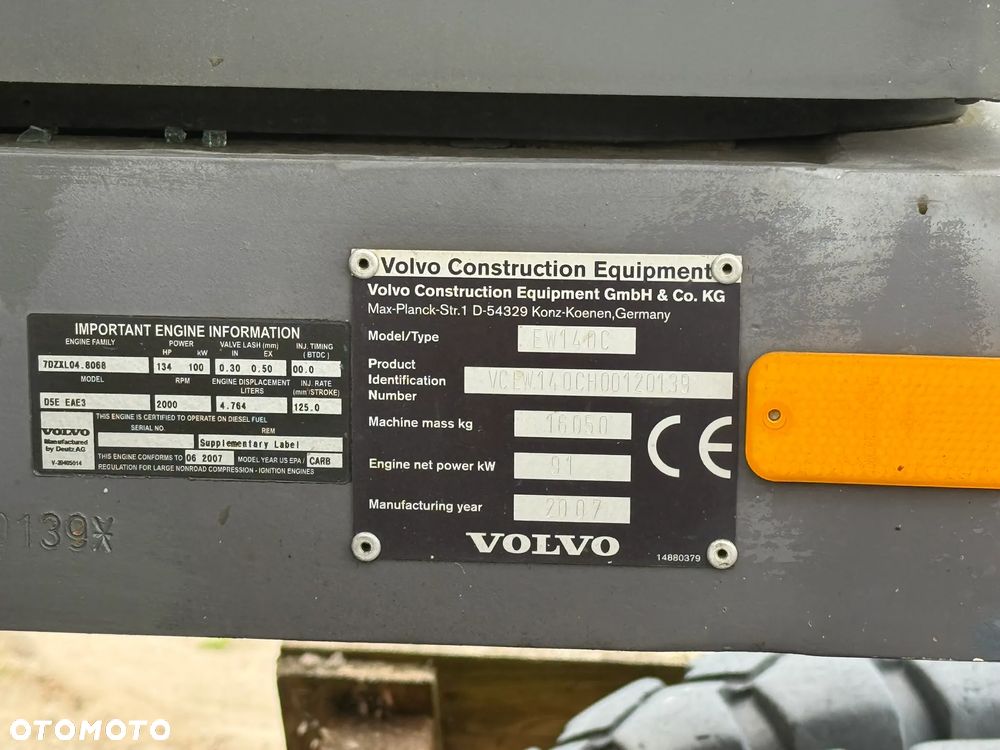 IMPORTANT ENGINE INFORMATION
ENGINE FAMILY POWER VALVE LASH (mm) INJ. TIMING
HP kW IN EX (BTDC)
7DZXL04.8068 134 100 0.30 0.50 00.0
MODEL RPM ENGINE DISPLACEMENT INJ. RATE
LITERS (mm³/STROKE)
D5E EAE3 2000 4.764 125.0
THIS ENGINE IS CERTIFIED TO OPERATE ON DIESEL FUEL
SERIAL NO. REM
VOLVO Supplementary Label
Manufactured
by Deutz AG
THIS ENGINE CONFORMS TO 06 2007 MODEL YEAR US EPA / CARB
V-20405014 REGULATION FOR LARGE NONROAD COMPRESSION - IGNITION ENGINES
0139*
Volvo Construction Equipment
Volvo Construction Equipment GmbH & Co. KG
Max-Planck-Str.1 D-54329 Konz-Koenen,Germany
Model/Type EW140C
Product
Identification VCEW140CH00120139
Number
Machine mass kg 16050
Engine net power kW 91
CE
Manufacturing year 2007
VOLVO
14880379
OTOMOTO